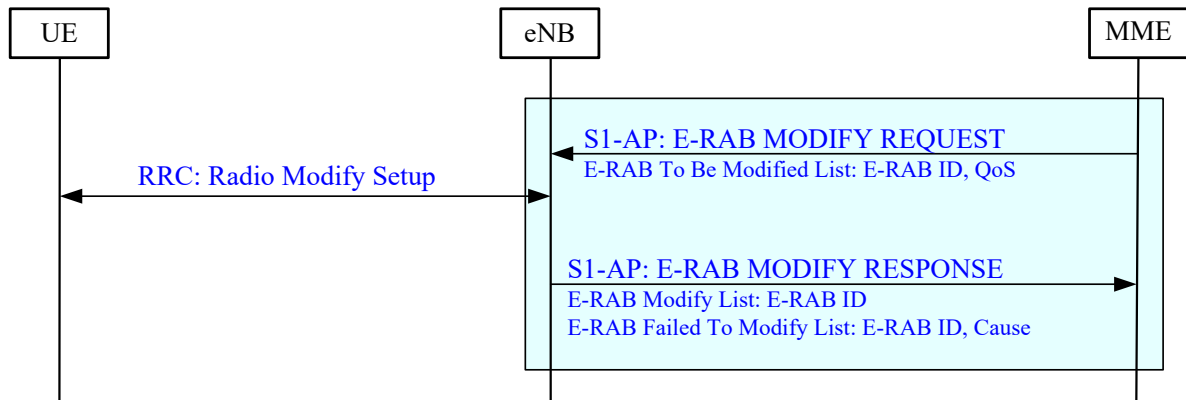 UE
eNB
MME
S1-AP: E-RAB MODIFY REQUEST
E-RAB To Be Modified List: E-RAB ID, QoS
RRC: Radio Modify Setup
S1-AP: E-RAB MODIFY RESPONSE
E-RAB Modify List: E-RAB ID
E-RAB Failed To Modify List: E-RAB ID, Cause